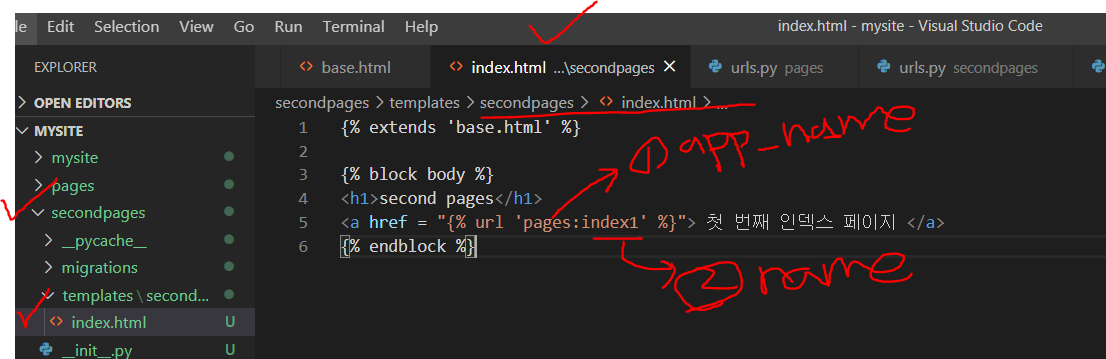 le Edit Selection View Go Run Terminal Help index.html - mysite - Visual Studio Code
EXPLORER
base.html index.html ...\secondpages urls.py pages urls.py secondpages
OPEN EDITORS
secondpages > templates > secondpages > index.html > ...
MYSITE
mysite
pages
secondpages
__pycache__
migrations
templates \ second...
index.html U
__init__.py U
1 {% extends 'base.html' %}
2
3 {% block body %}
4 <h1>second pages</h1>
5 <a href = "{% url 'pages:index1' %}"> 첫 번째 인덱스 페이지 </a>
6 {% endblock %}
① app_name
② name